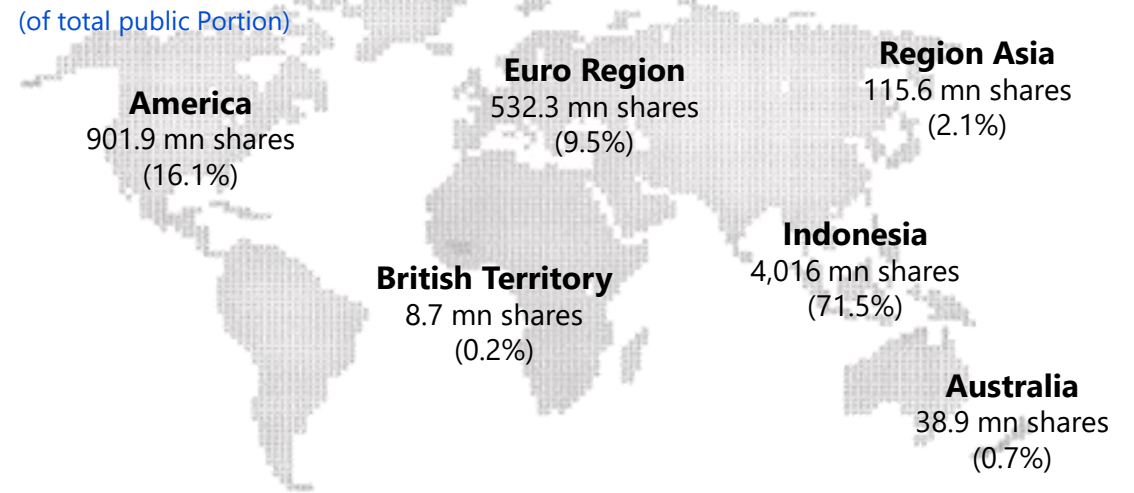 (of total public Portion)
America
901.9 mn shares
(16.1%)
Euro Region
532.3 mn shares
(9.5%)
Region Asia
115.6 mn shares
(2.1%)
British Territory
8.7 mn shares
(0.2%)
Indonesia
4,016 mn shares
(71.5%)
Australia
38.9 mn shares
(0.7%)